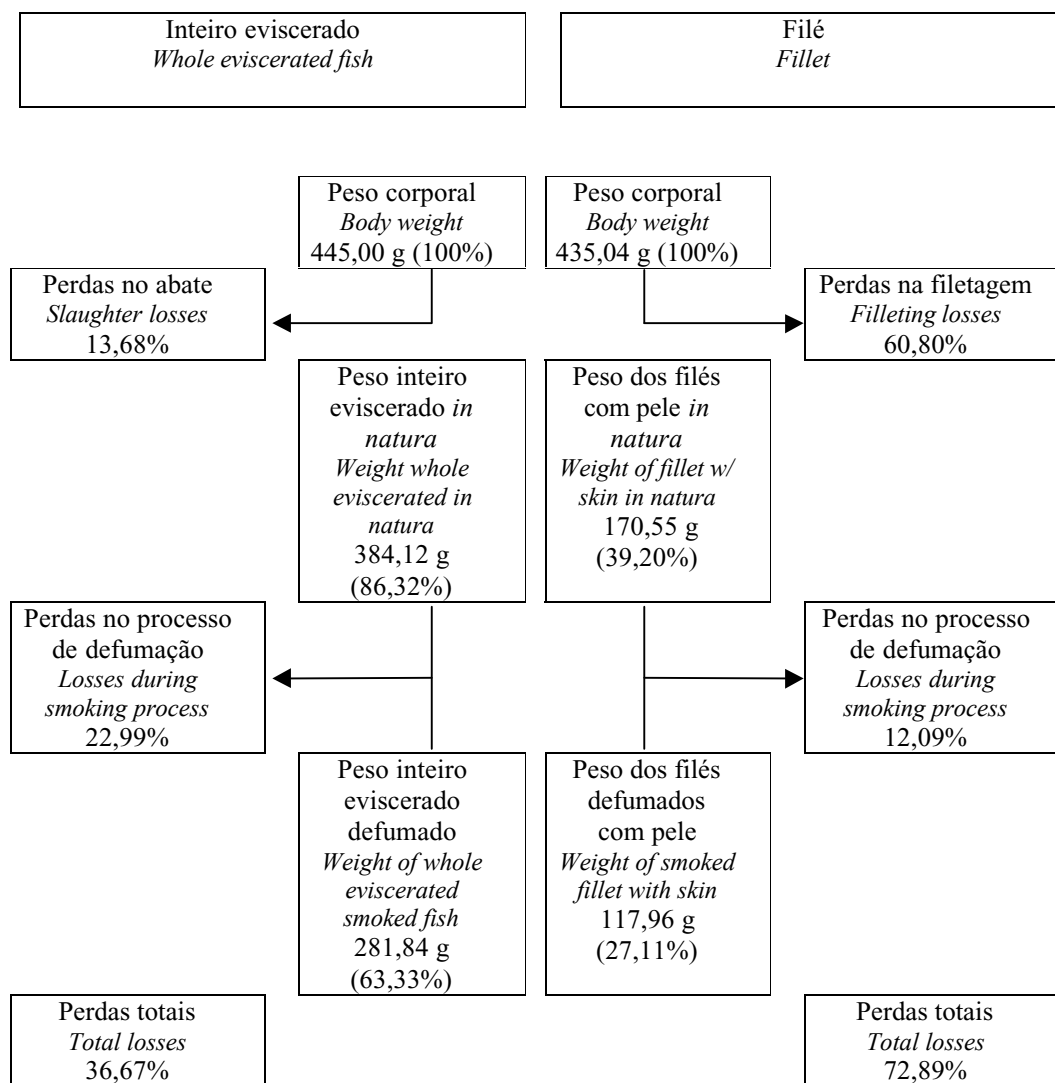 Inteiro eviscerado
Whole eviscerated fish
Filé
Fillet
Peso corporal
Body weight
445,00 g (100%)
Peso corporal
Body weight
435,04 g (100%)
Perdas no abate
Slaughter losses
13,68%
Perdas na filetagem
Filleting losses
60,80%
Peso inteiro
eviscerado in
natura
Weight whole
eviscerated in
natura
384,12 g
(86,32%)
Peso dos filés
com pele in
natura
Weight of fillet w/
skin in natura
170,55 g
(39,20%)
Perdas no processo
de defumação
Losses during
smoking process
22,99%
Perdas no processo
de defumação
Losses during
smoking process
12,09%
Peso inteiro
eviscerado
defumado
Weight of whole
eviscerated
smoked fish
281,84 g
(63,33%)
Peso dos filés
defumados
com pele
Weight of smoked
fillet with skin
117,96 g
(27,11%)
Perdas totais
Total losses
36,67%
Perdas totais
Total losses
72,89%